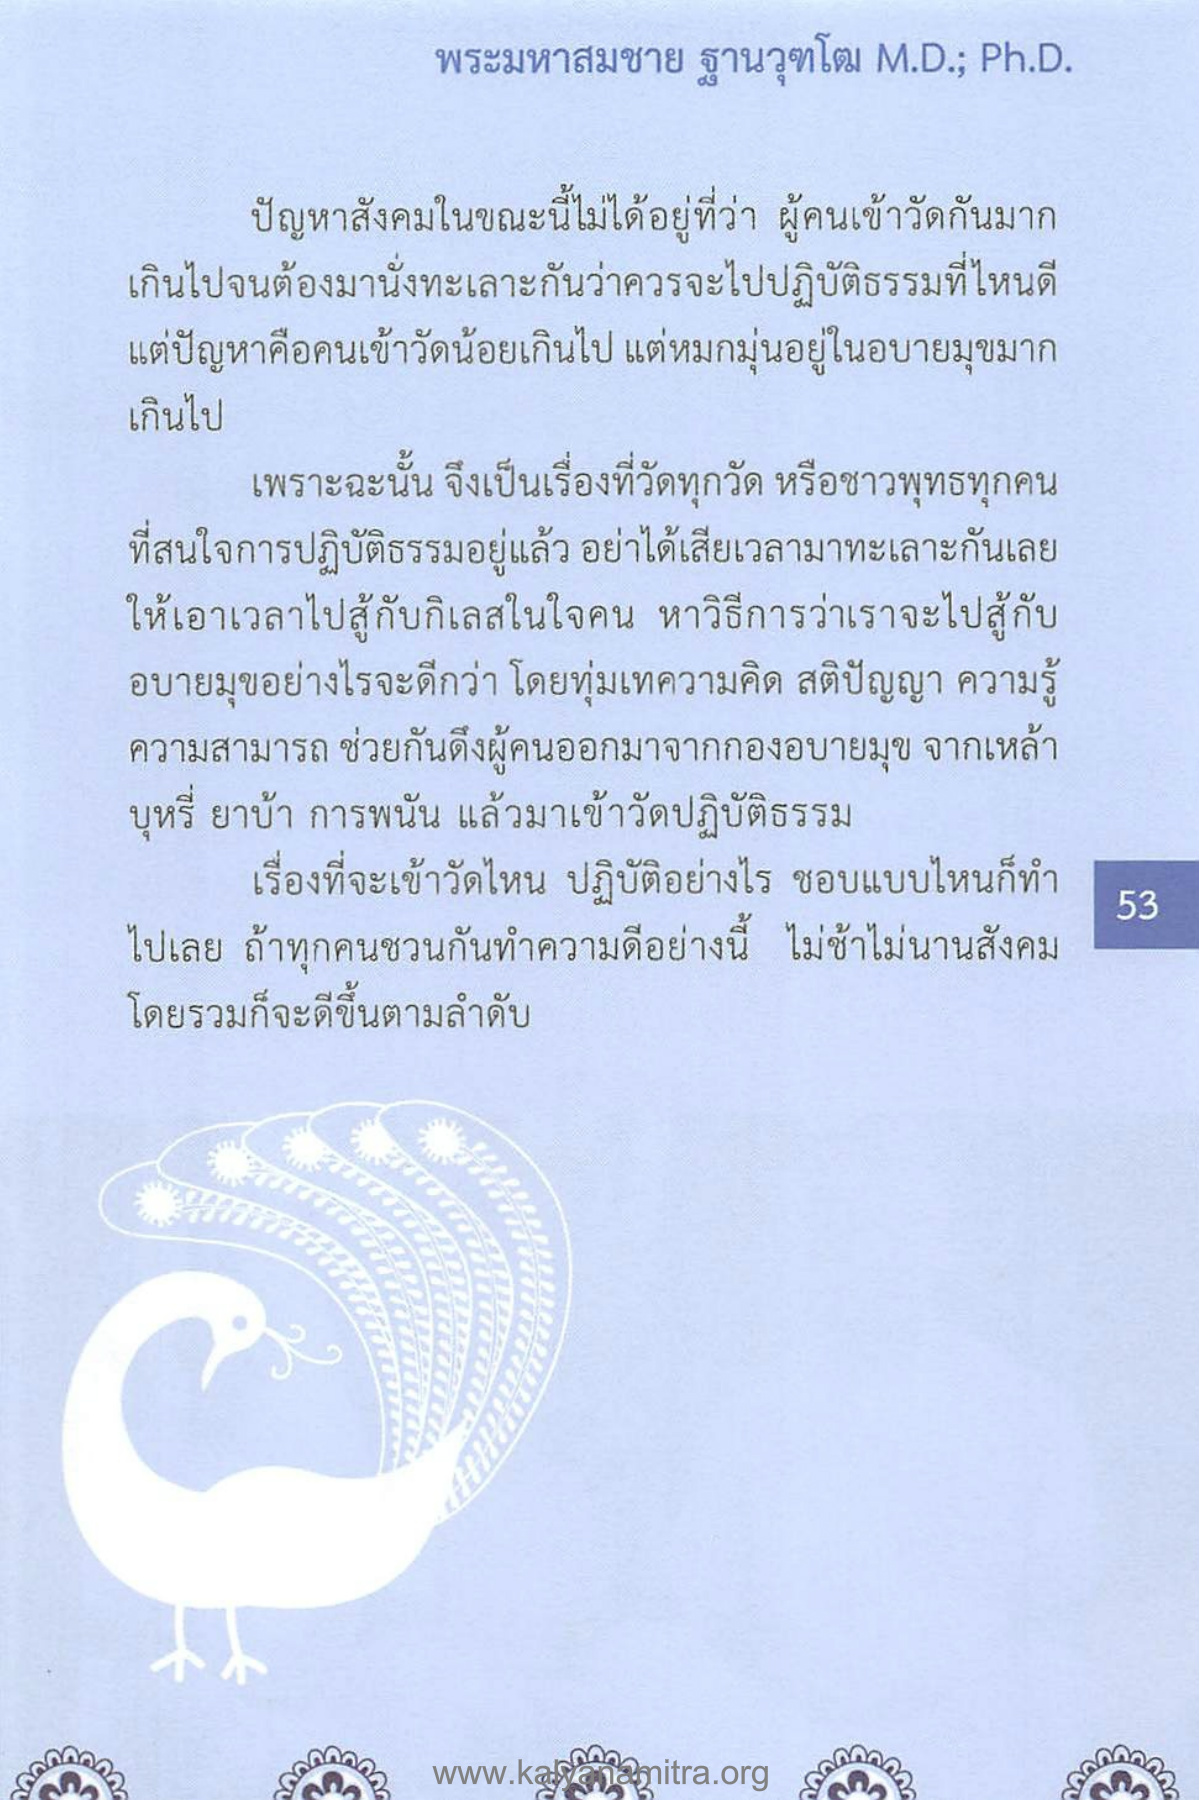 พระมหาสมชาย ฐานวุฑโฒ M.D.; Ph.D.
ปัญหาสังคมในขณะนี้ไม่ได้อยู่ที่ว่า ผู้คนเข้าวัดกันมาก
เกินไปจนต้องมานั่งทะเลาะกันว่าควรจะไปปฏิบัติธรรมที่ไหนดี
แต่ปัญหาคือคนเข้าวัดน้อยเกินไป แต่หมกมุ่นอยู่ในอบายมุขมาก
เกินไป
เพราะฉะนั้น จึงเป็นเรื่องที่วัดทุกวัด หรือชาวพุทธทุกคน
ที่สนใจการปฏิบัติธรรมอยู่แล้ว อย่าได้เสียเวลามาทะเลาะกันเลย
ให้เอาเวลาไปสู้กับกิเลสในใจคน หาวิธีการว่าเราจะไปสู้กับ
อบายมุขอย่างไรจะดีกว่า โดยทุ่มเทความคิด สติปัญญา ความรู้
ความสามารถ ช่วยกันดึงผู้คนออกมาจากกองอบายมุข จากเหล้า
บุหรี่ ยาบ้า การพนัน แล้วมาเข้าวัดปฏิบัติธรรม
เรื่องที่จะเข้าวัดไหน ปฏิบัติอย่างไร ชอบแบบไหนก็ทำ
ไปเลย ถ้าทุกคนชวนกันทำความดีอย่างนี้ ไม่ช้าไม่นานสังคม
โดยรวมก็จะดีขึ้นตามลำดับ
53
www.kalyanamitra.org